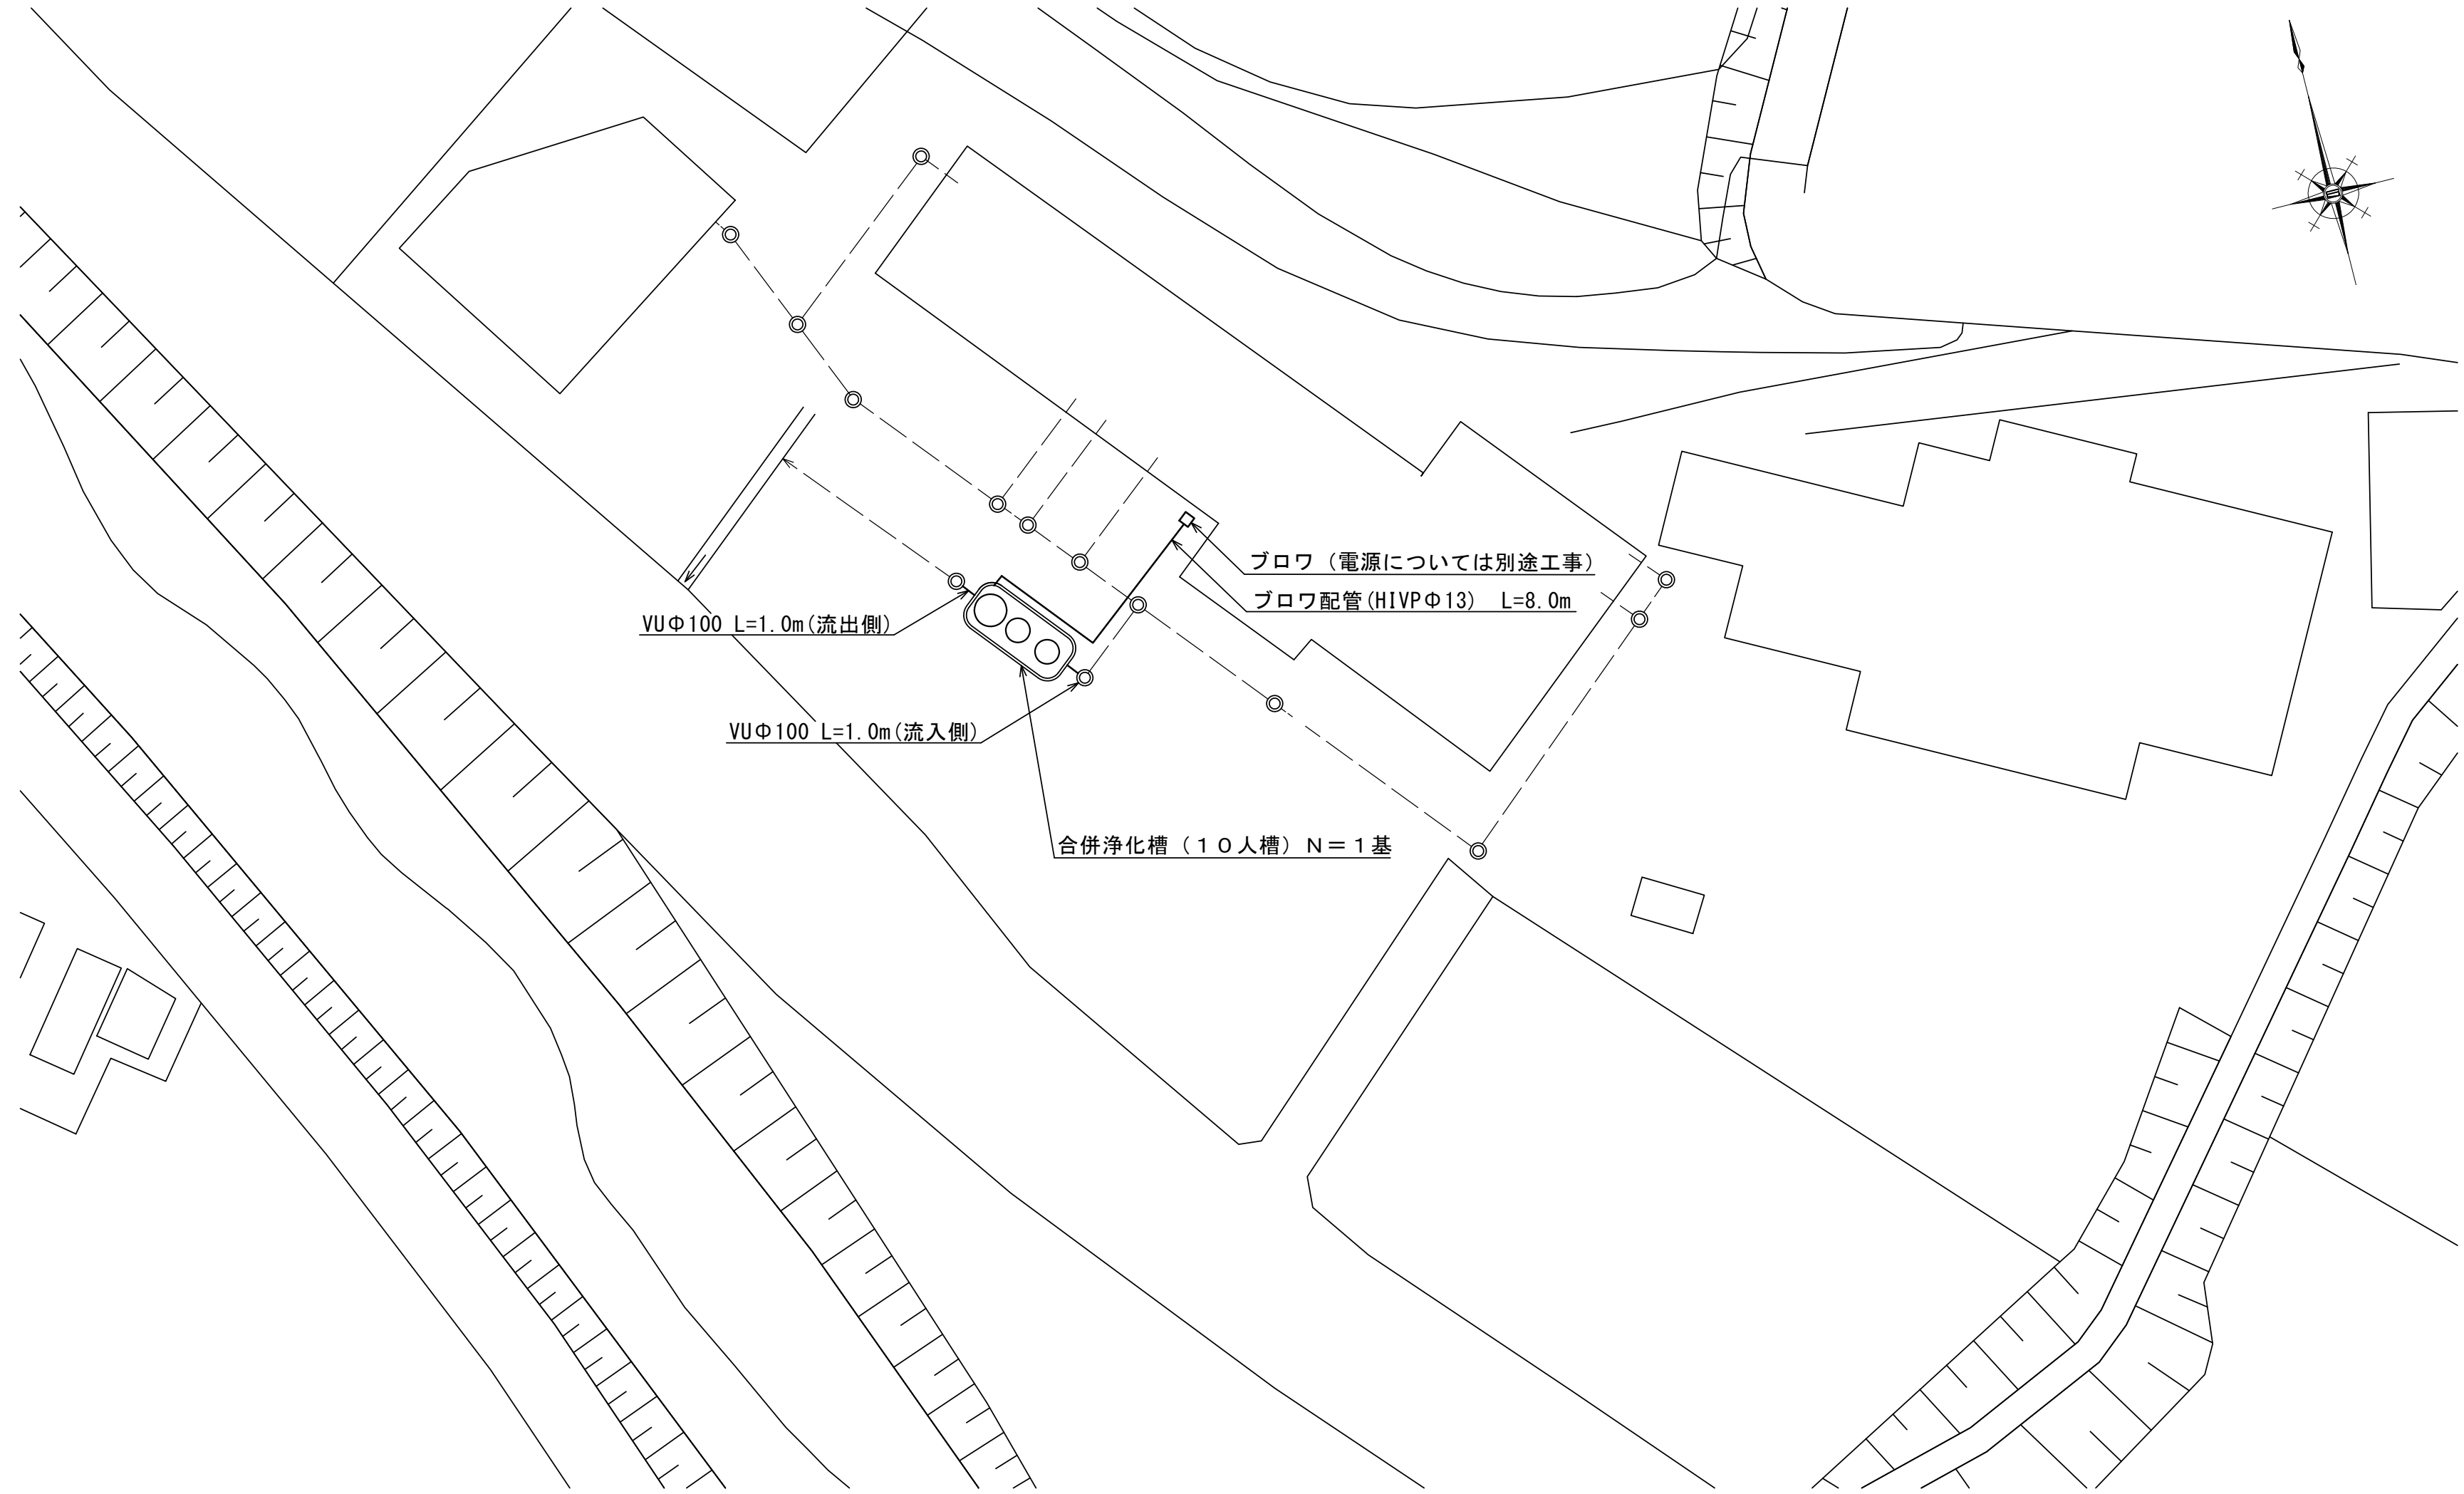 ブロワ（電源については別途工事）
ブロワ配管(HIVPΦ13)　L=8.0m
VUΦ100 L=1.0m(流出側)
VUΦ100 L=1.0m(流入側)
合併浄化槽（１０人槽）Ｎ＝１基